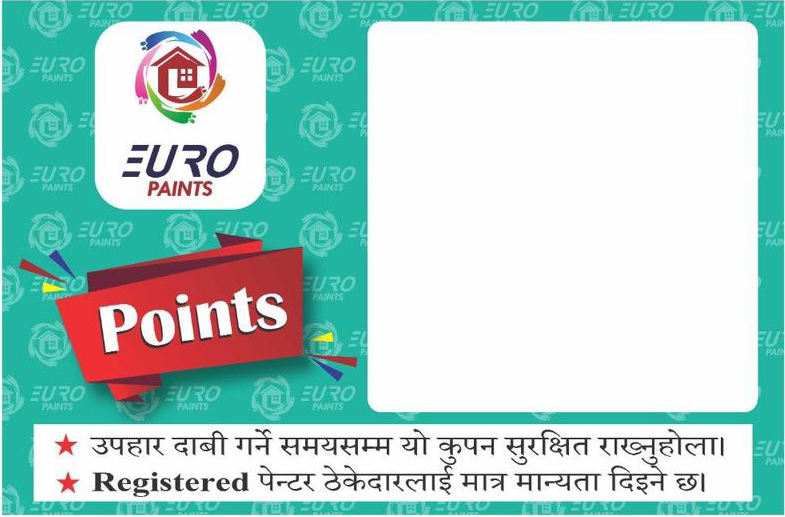 EURO
PAINTS
Points
उपहार दाबी गर्ने समयसम्म यो कुपन सुरक्षित राख्नुहोला।
Registered पेन्टर ठेकेदारलाई मात्र मान्यता दिइने छ।